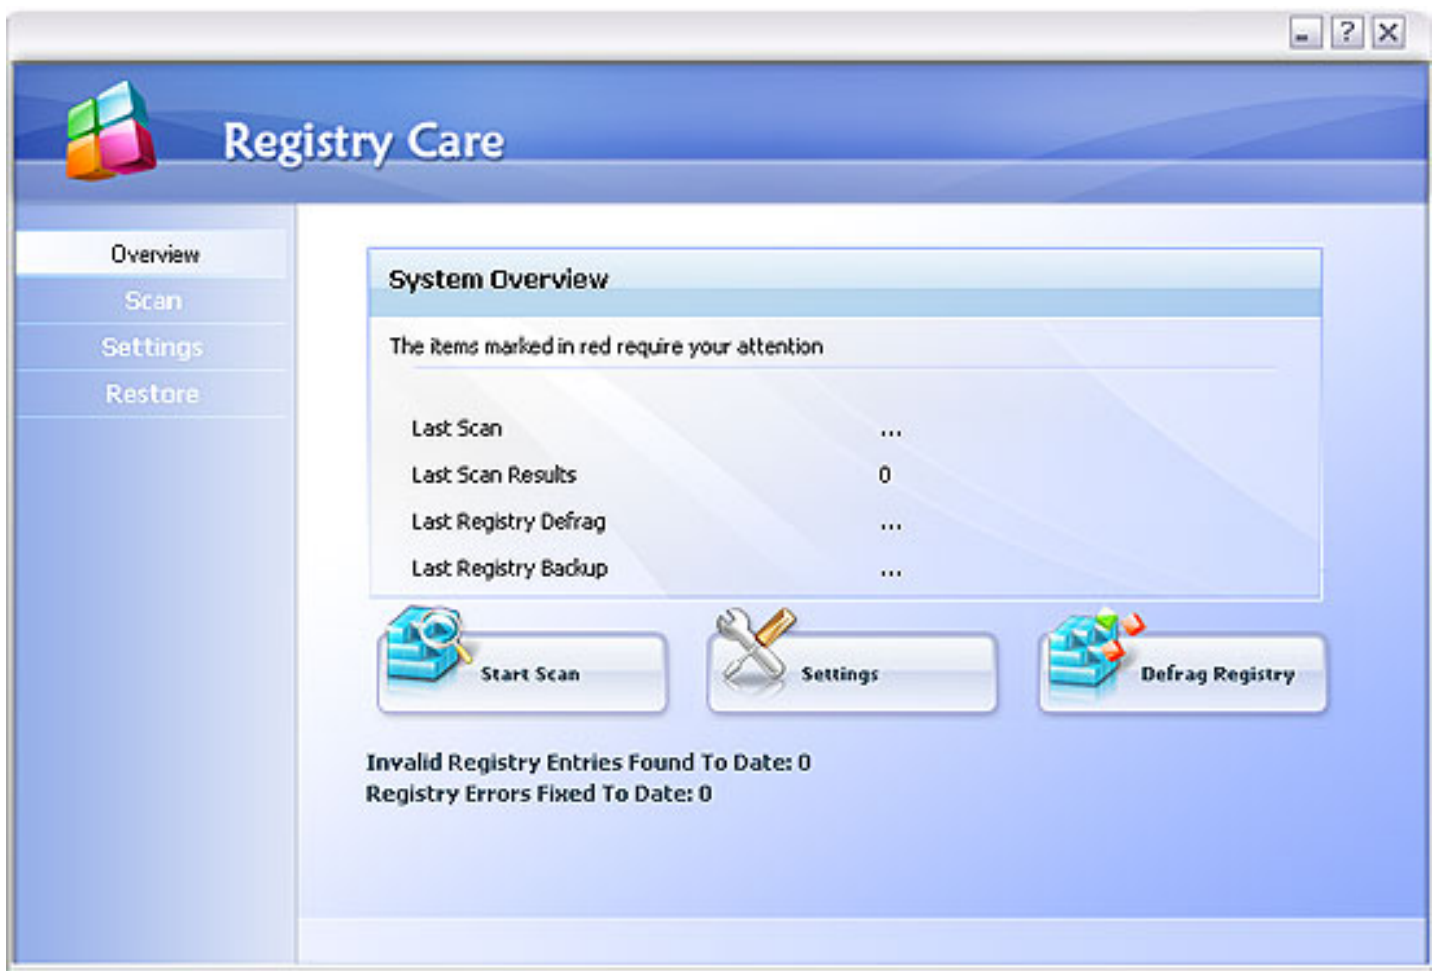 Registry Care
Overview
Scan
Settings
Restore
System Overview
The items marked in red require your attention
Last Scan ...
Last Scan Results 0
Last Registry Defrag ...
Last Registry Backup ...
Start Scan
Settings
Defrag Registry
Invalid Registry Entries Found To Date: 0
Registry Errors Fixed To Date: 0